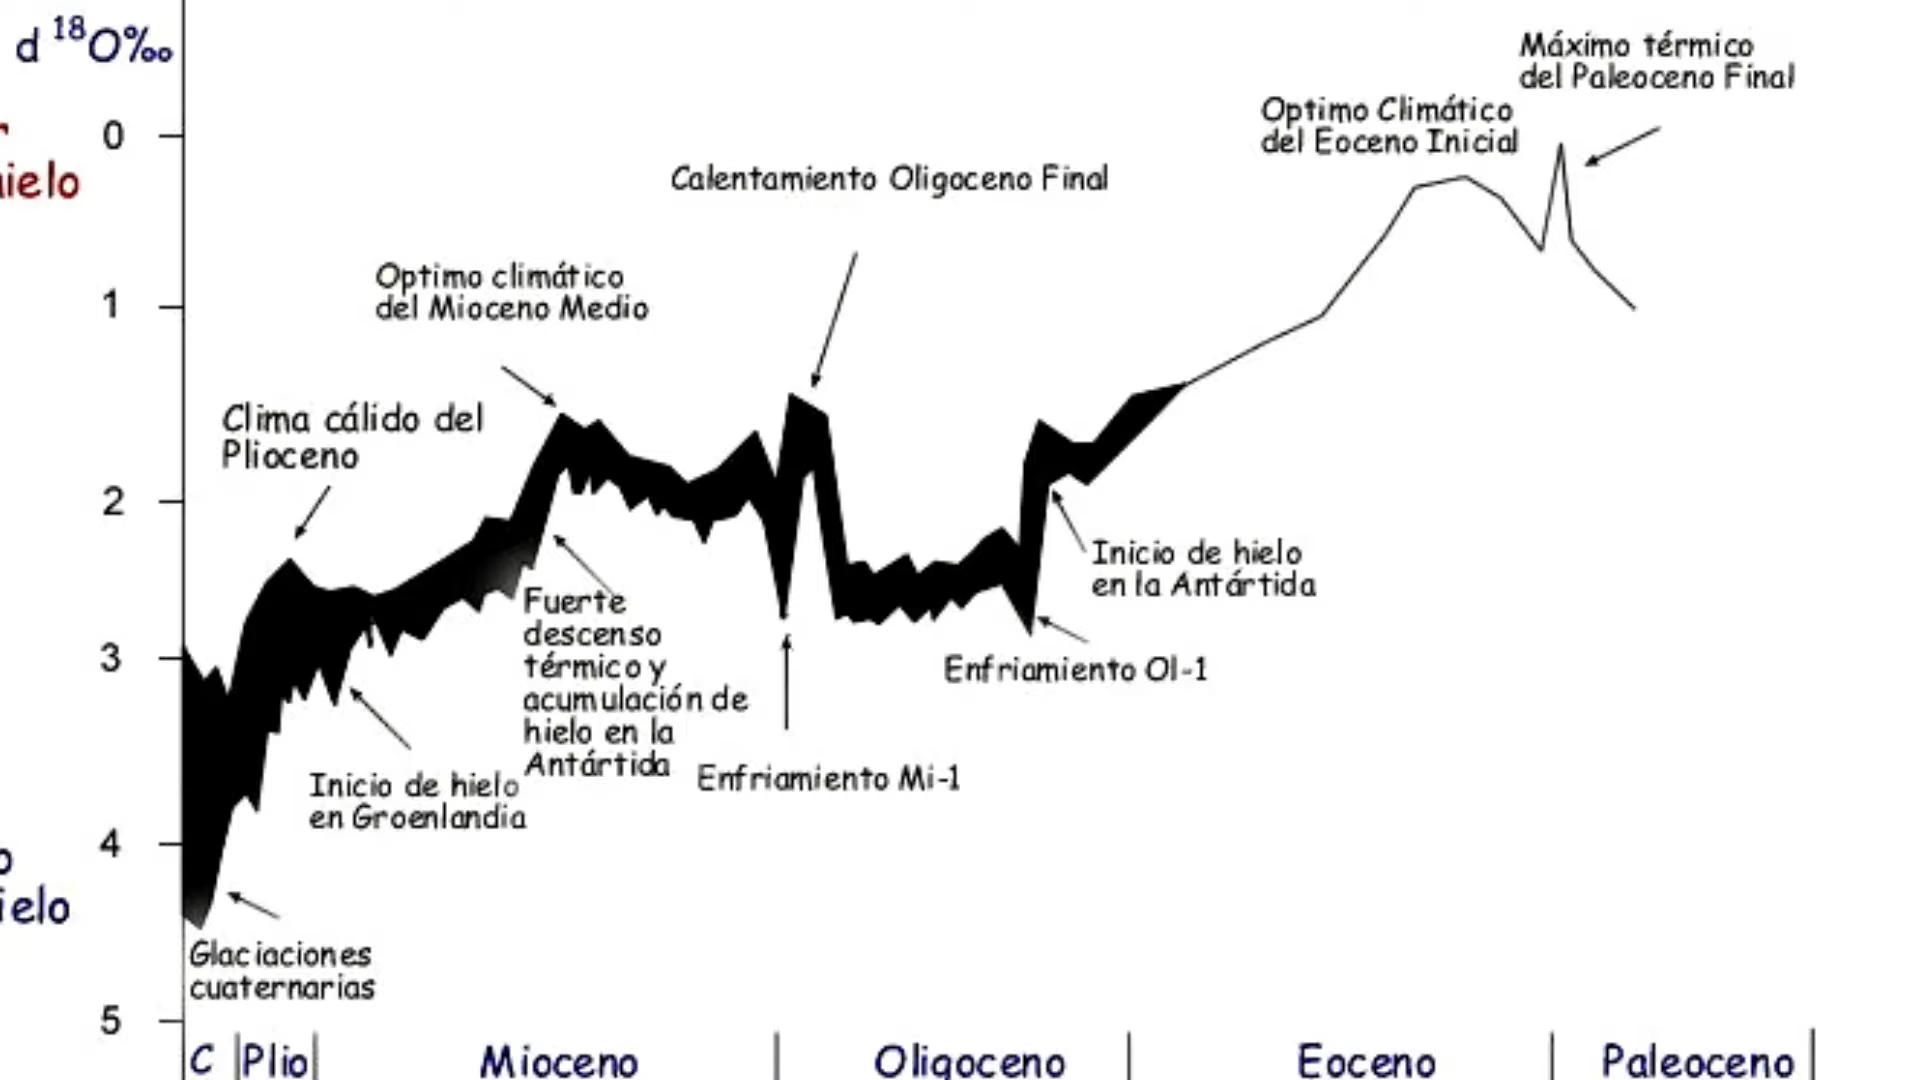 d ¹⁸O‰
Máximo térmico
del Paleoceno Final
Optimo Climático
del Eoceno Inicial
0
Calentamiento Oligoceno Final
Optimo climático
del Mioceno Medio
1
Clima cálido del
Plioceno
2
Inicio de hielo
en la Antártida
Fuerte
descenso
térmico y
acumulación de
hielo en la
Antártida
3
Enfriamiento Ol-1
Enfriamiento Mi-1
Inicio de hielo
en Groenlandia
4
Glaciaciones
cuaternarias
5
C Plio Mioceno Oligoceno Eoceno Paleoceno